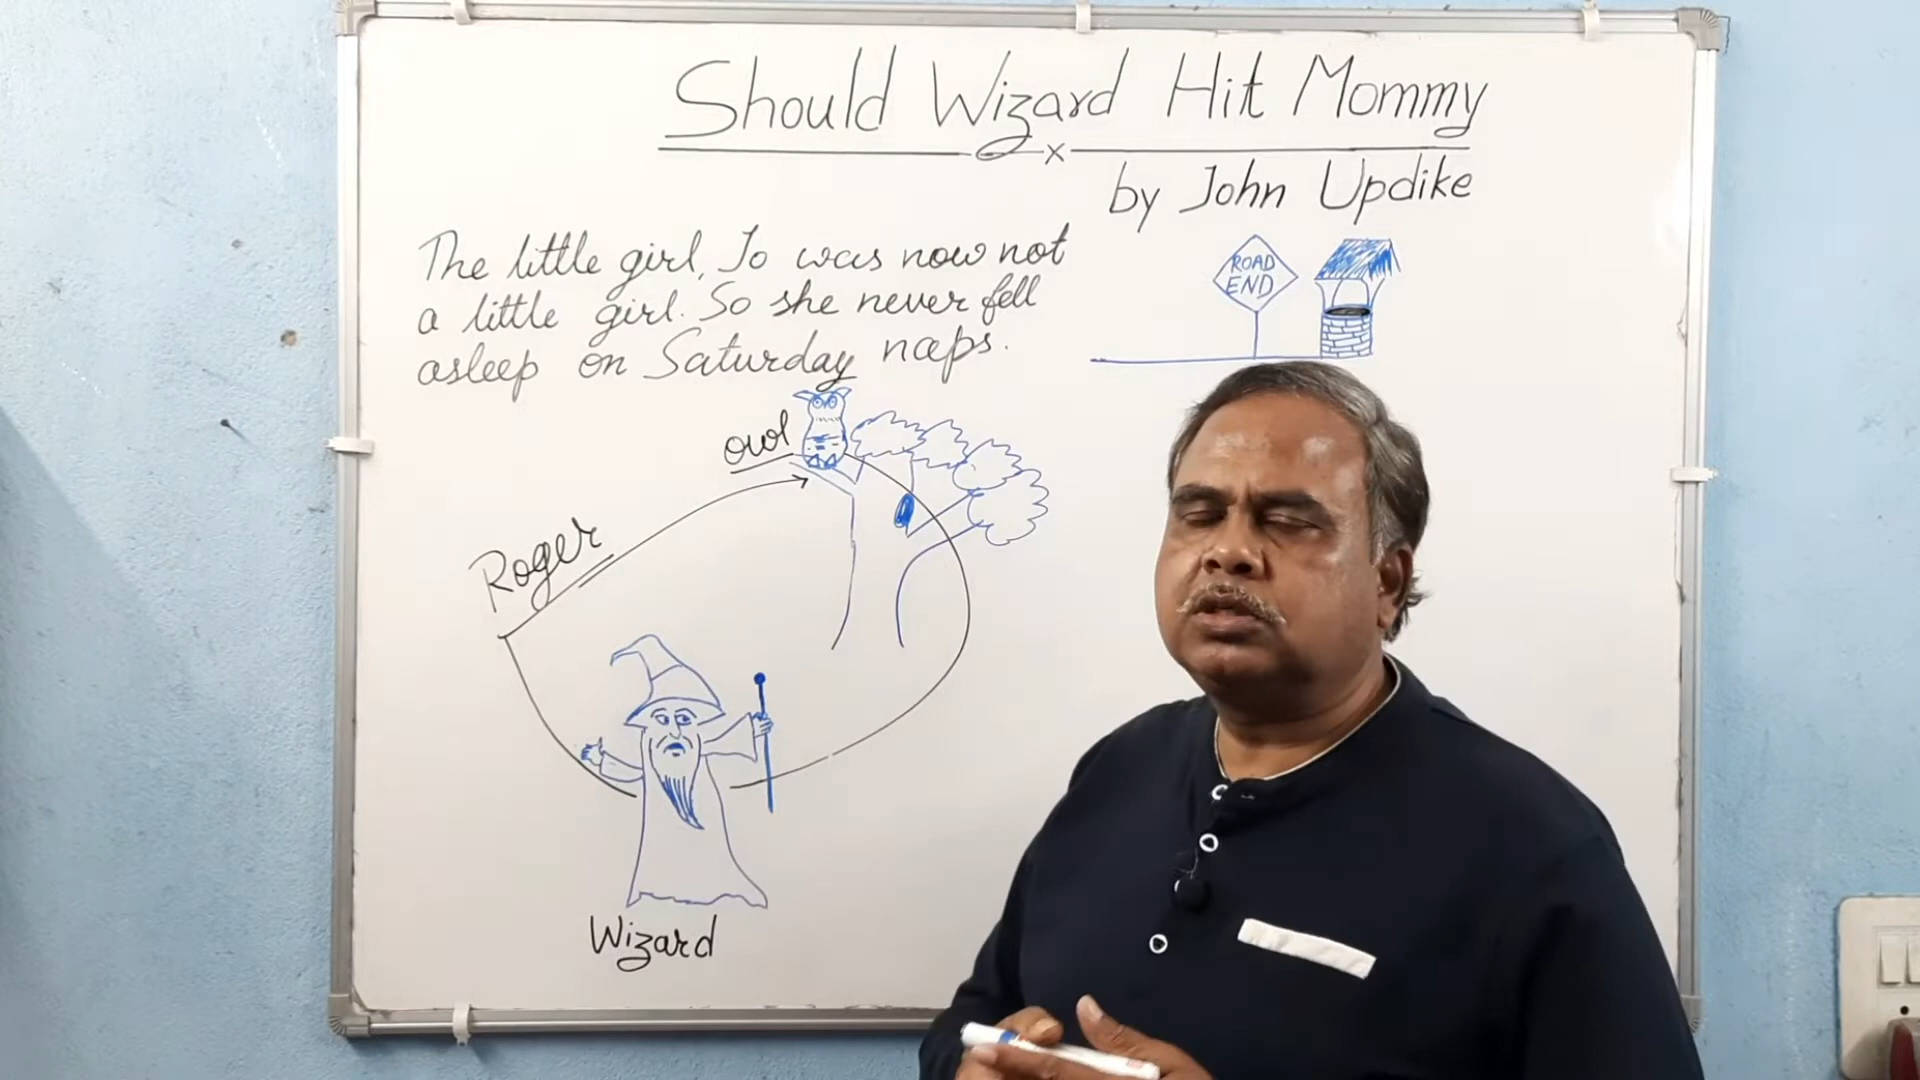 Should Wizard Hit Mommy
by John Updike
The little girl, Jo was now not
a little girl. So she never fell
asleep on Saturday naps.
ROAD
END
owl
Roger
Wizard